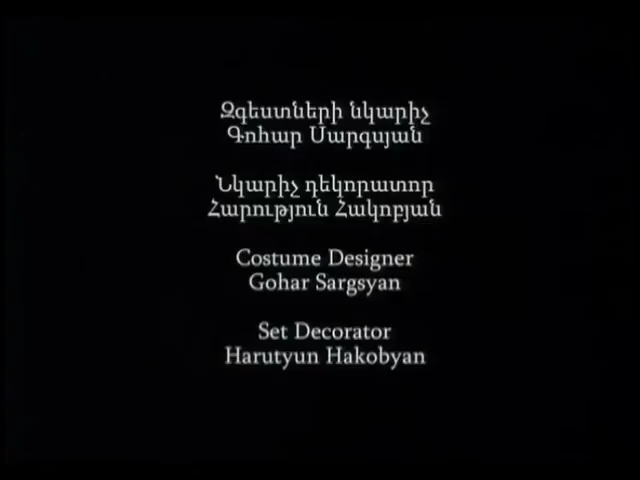 Զգեստների նկարիչ
Գոհար Սարգսյան
Նկարիչ դեկորատոր
Հարություն Հակոբյան
Costume Designer
Gohar Sargsyan
Set Decorator
Harutyun Hakobyan